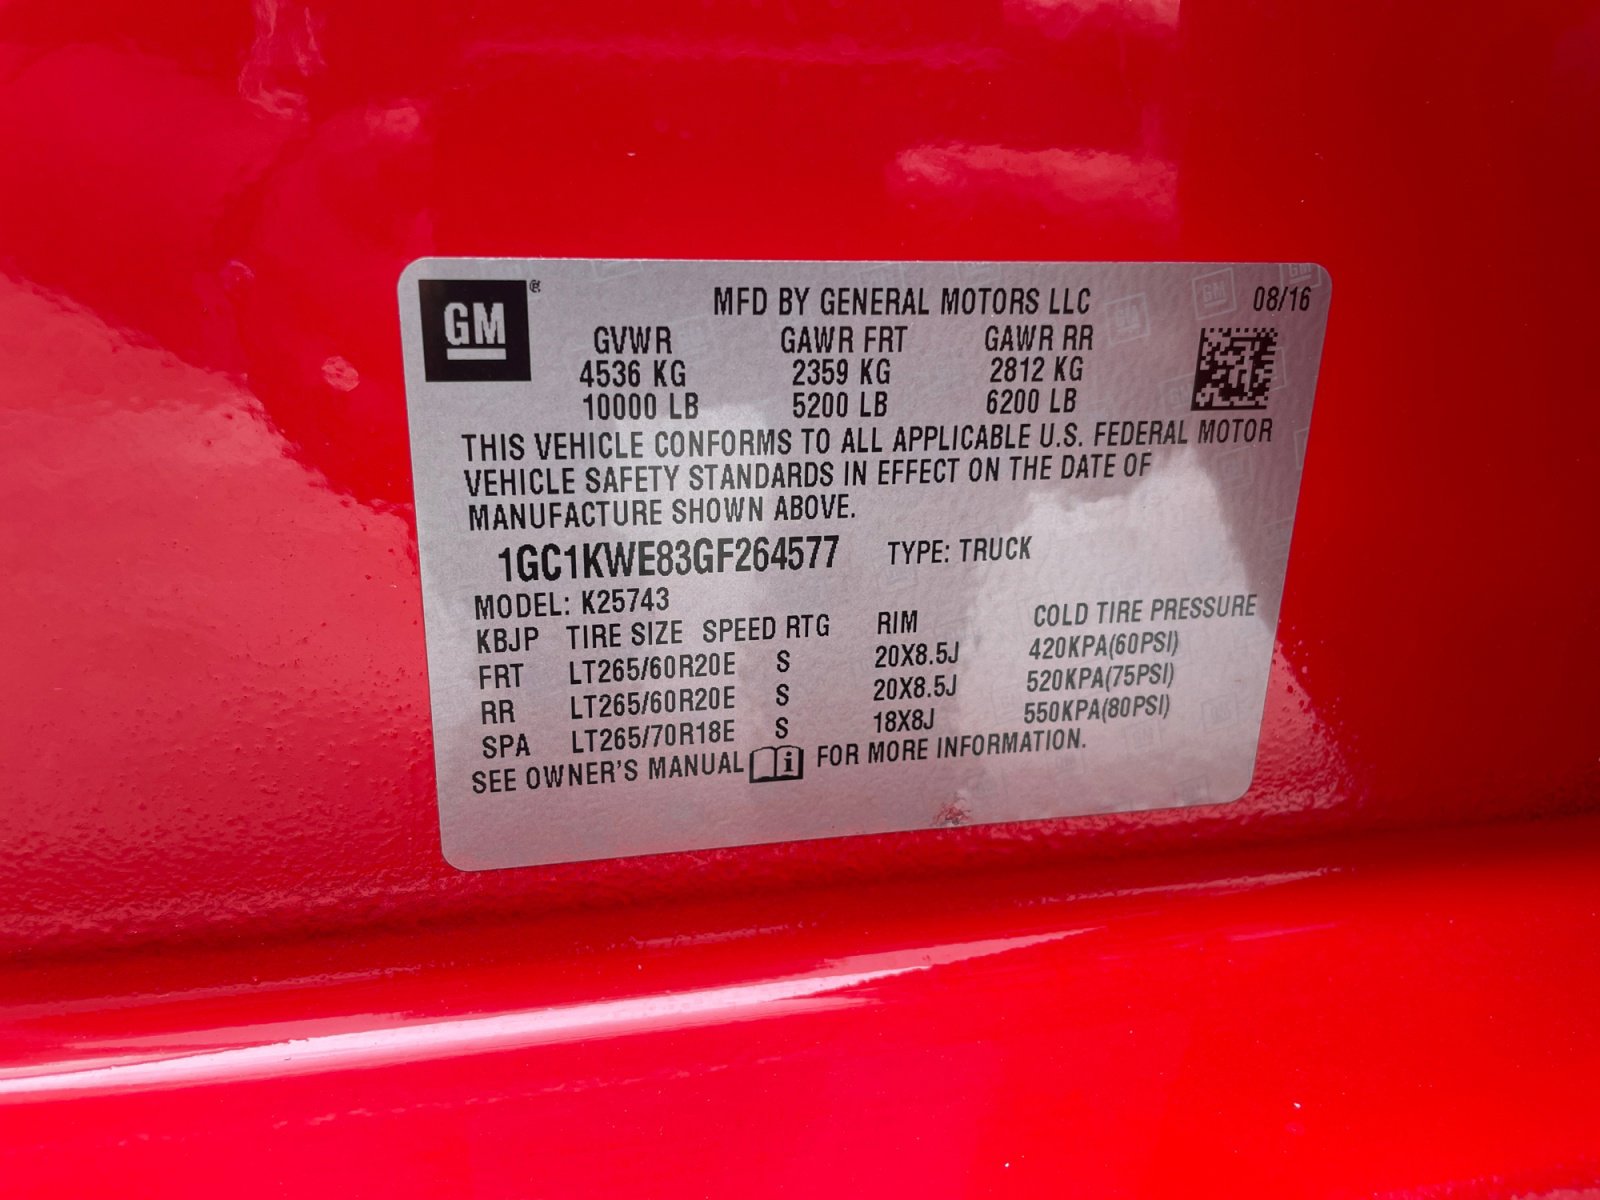 GM
MFD BY GENERAL MOTORS LLC 08/16
GVWR GAWR FRT GAWR RR
4536 KG 2359 KG 2812 KG
10000 LB 5200 LB 6200 LB
THIS VEHICLE CONFORMS TO ALL APPLICABLE U.S. FEDERAL MOTOR
VEHICLE SAFETY STANDARDS IN EFFECT ON THE DATE OF
MANUFACTURE SHOWN ABOVE.
1GC1KWE83GF264577 TYPE: TRUCK
MODEL: K25743
KBJP TIRE SIZE SPEED RTG RIM COLD TIRE PRESSURE
FRT LT265/60R20E S 20X8.5J 420KPA(60PSI)
RR LT265/60R20E S 20X8.5J 520KPA(75PSI)
SPA LT265/70R18E S 18X8J 550KPA(80PSI)
SEE OWNER'S MANUAL FOR MORE INFORMATION.